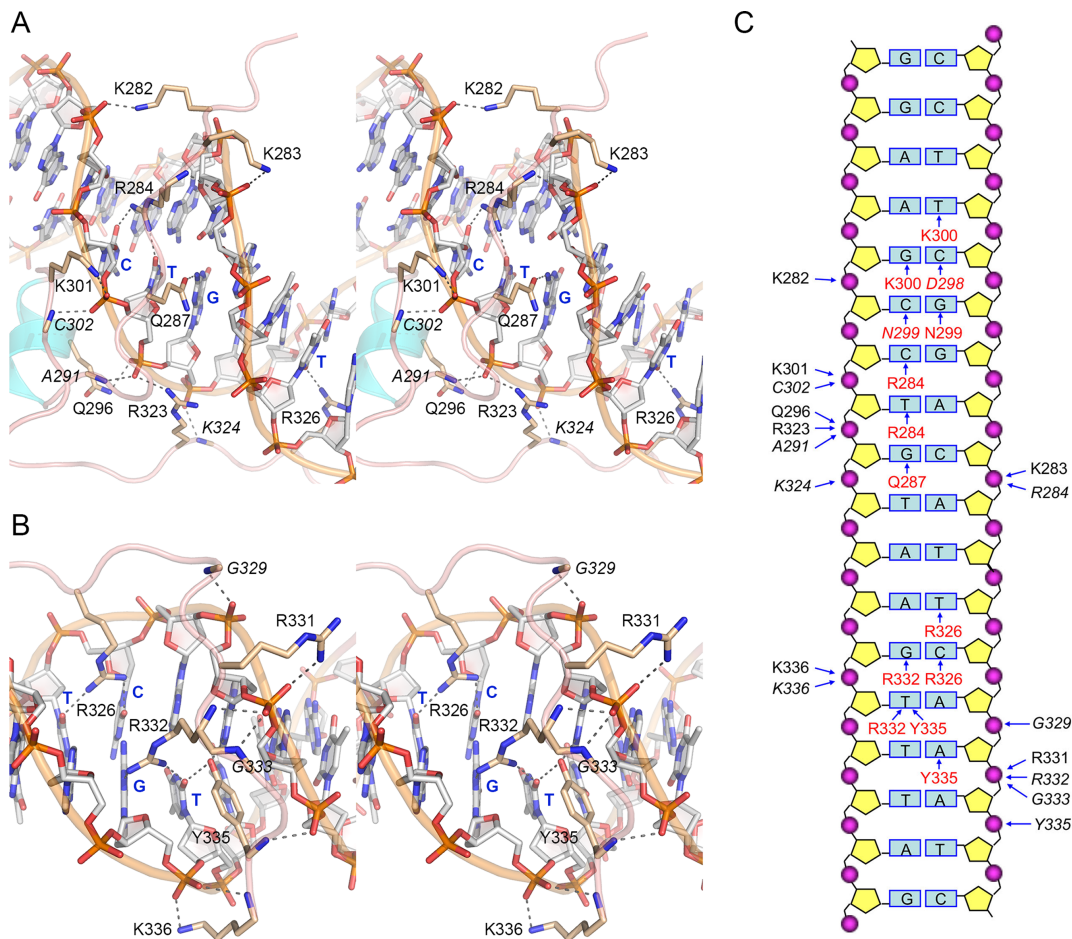 A
K282
K283
R284
C
T
K301
G
Q287
C302
A291
T
Q296
R323
R326
K324
K282
K283
R284
C
T
K301
G
Q287
C302
A291
T
Q296
R323
R326
K324
B
G329
R331
T
C
R326
R332
G333
G
T
Y335
K336
G329
R331
T
C
R326
R332
G333
G
T
Y335
K336
C
G C
G C
A T
A T
K300
G C
K282
K300 D298
C G
N299 N299
C G
K301
C302
R284
T A
Q296
R323
A291
R284
G C
K283
K324
R284
Q287
T A
A T
A T
R326
G C
K336
K336
R332 R326
T A
G329
R332 Y335
T A
R331
R332
G333
Y335
T A
Y335
A T
G C